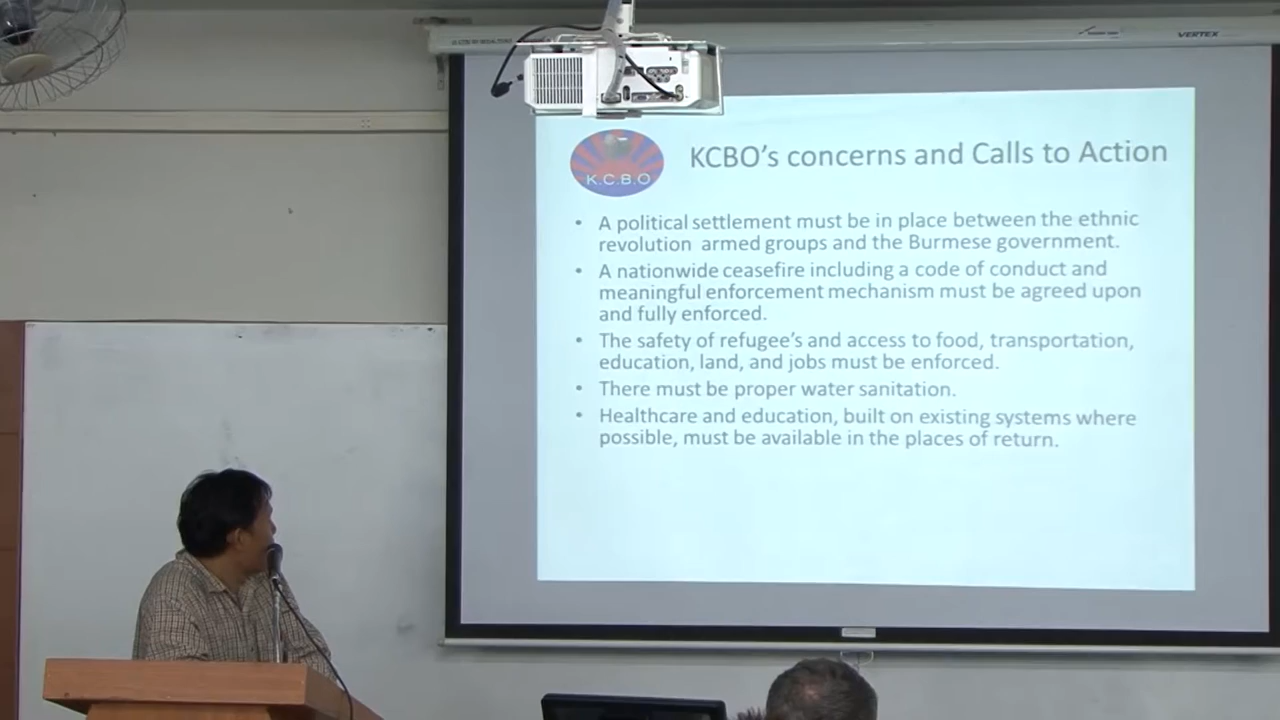 VERTEX
KCBO's concerns and Calls to Action
K.C.B.O
• A political settlement must be in place between the ethnic
revolution armed groups and the Burmese government.
• A nationwide ceasefire including a code of conduct and
meaningful enforcement mechanism must be agreed upon
and fully enforced.
• The safety of refugee's and access to food, transportation,
education, land, and jobs must be enforced.
• There must be proper water sanitation.
• Healthcare and education, built on existing systems where
possible, must be available in the places of return.